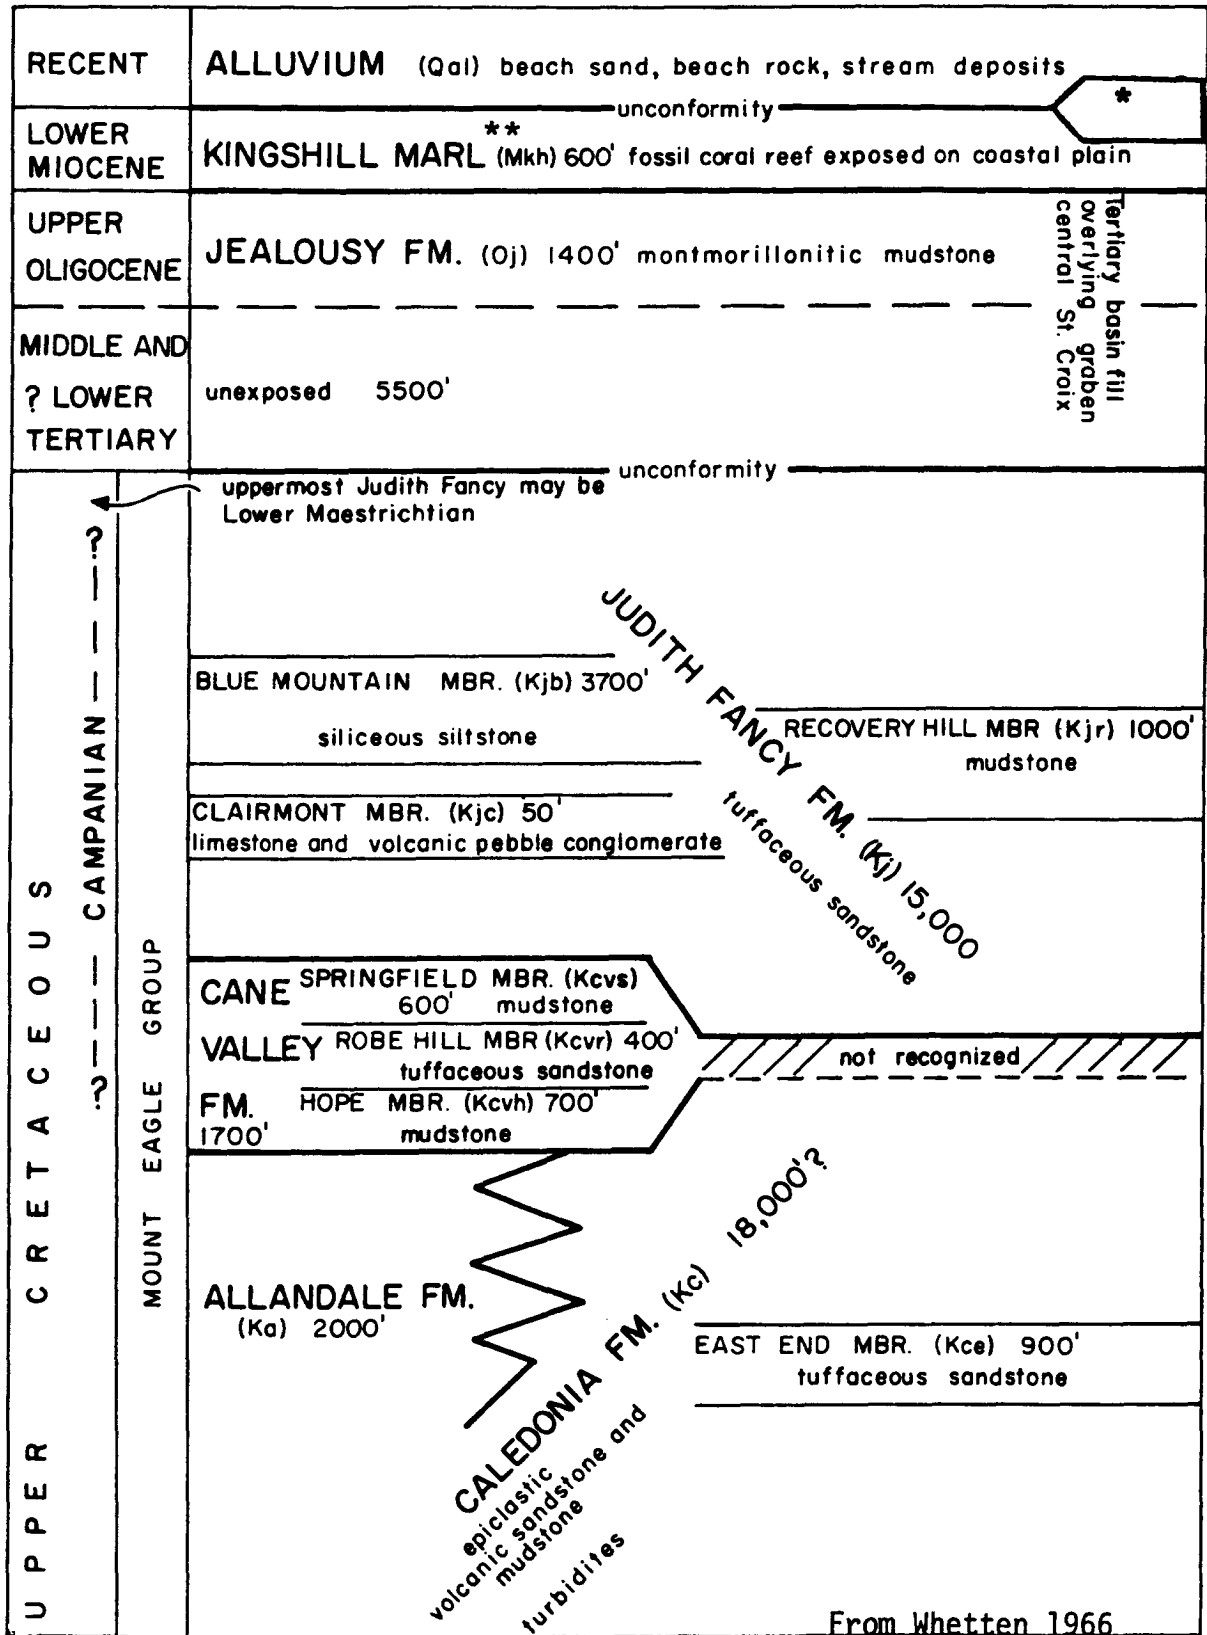 RECENT
ALLUVIUM (Qal) beach sand, beach rock, stream deposits
*
unconformity
LOWER
MIOCENE
**
KINGSHILL MARL (Mkh) 600' fossil coral reef exposed on coastal plain
UPPER
OLIGOCENE
JEALOUSY FM. (Oj) 1400' montmorillonitic mudstone
Tertiary basin fill
overlying graben
central St. Croix
MIDDLE AND
? LOWER
TERTIARY
unexposed 5500'
unconformity
uppermost Judith Fancy may be
Lower Maestrichtian
UPPER CRETACEOUS
? CAMPANIAN ?
MOUNT EAGLE GROUP
JUDITH FANCY FM. (Kj) 15,000
tuffaceous sandstone
BLUE MOUNTAIN MBR. (Kjb) 3700'
siliceous siltstone
RECOVERY HILL MBR (Kjr) 1000'
mudstone
CLAIRMONT MBR. (Kjc) 50'
limestone and volcanic pebble conglomerate
CANE
VALLEY
FM.
1700'
SPRINGFIELD MBR. (Kcvs)
600' mudstone
ROBE HILL MBR (Kcvr) 400'
tuffaceous sandstone
HOPE MBR. (Kcvh) 700'
mudstone
not recognized
ALLANDALE FM.
(Ka) 2000'
CALEDONIA FM. (Kc) 18,000'?
epiclastic
volcanic sandstone and
mudstone
turbidites
EAST END MBR. (Kce) 900'
tuffaceous sandstone
From Whetten 1966